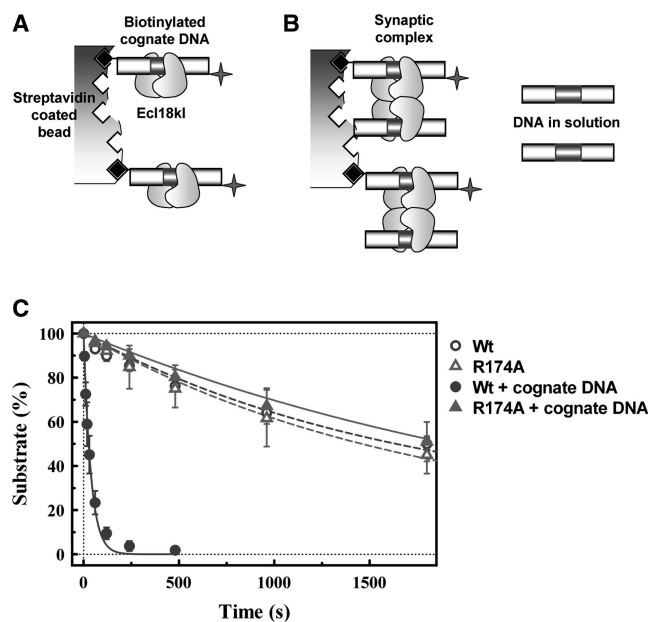 A
Biotinylated
cognate DNA
Streptavidin
coated
bead
Ecl18kI
B
Synaptic
complex
DNA in solution
C
Substrate (%)
100
80
60
40
20
0
0
500
1000
1500
Time (s)
Wt
R174A
Wt + cognate DNA
R174A + cognate DNA